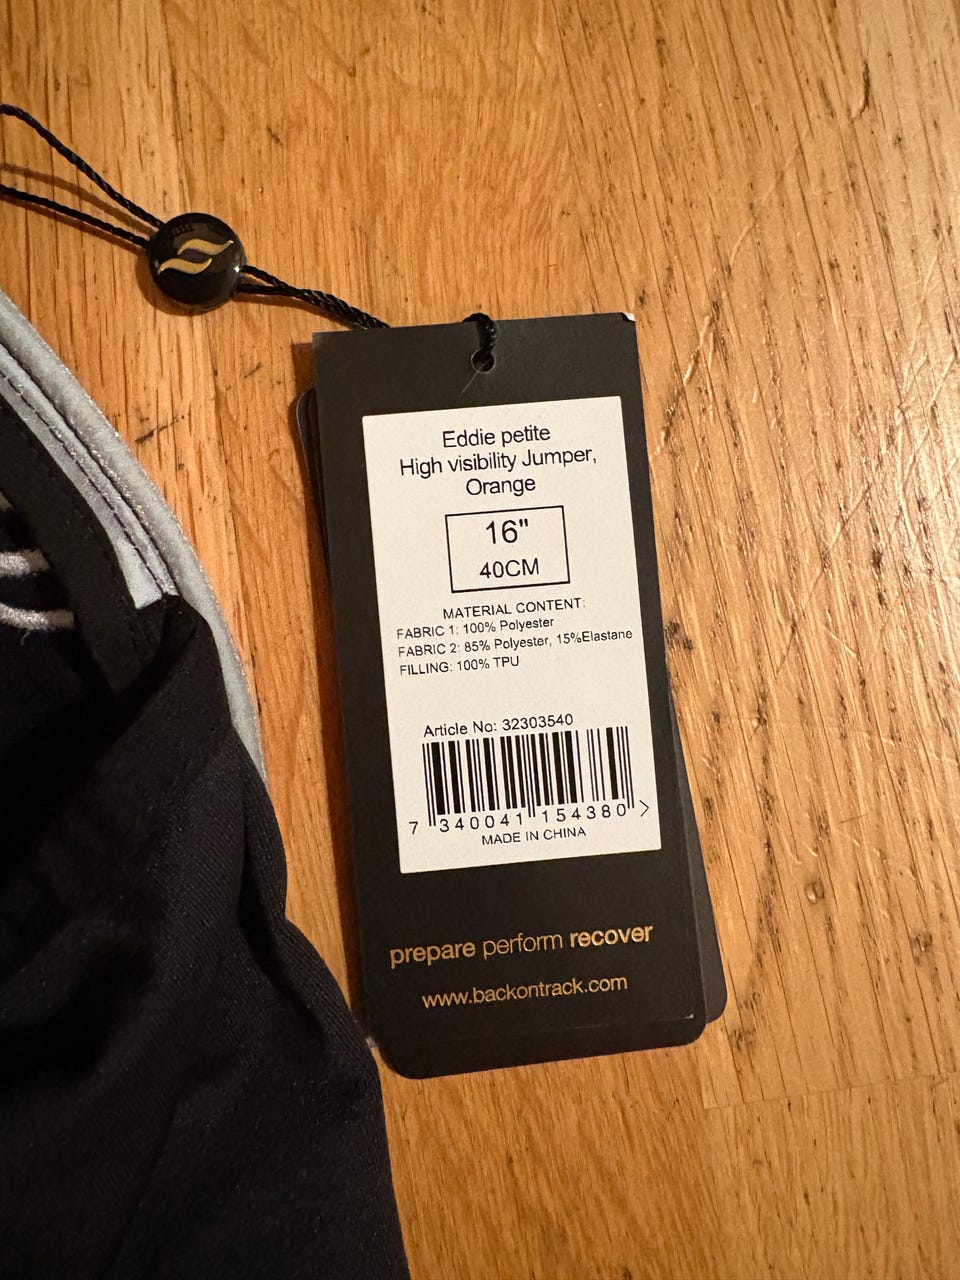 Eddie petite
High visibility Jumper,
Orange
16"
40CM
MATERIAL CONTENT:
FABRIC 1: 100% Polyester
FABRIC 2: 85% Polyester, 15%Elastane
FILLING: 100% TPU
Article No: 32303540
7 340041 154380 >
MADE IN CHINA
prepare perform recover
www.backontrack.com